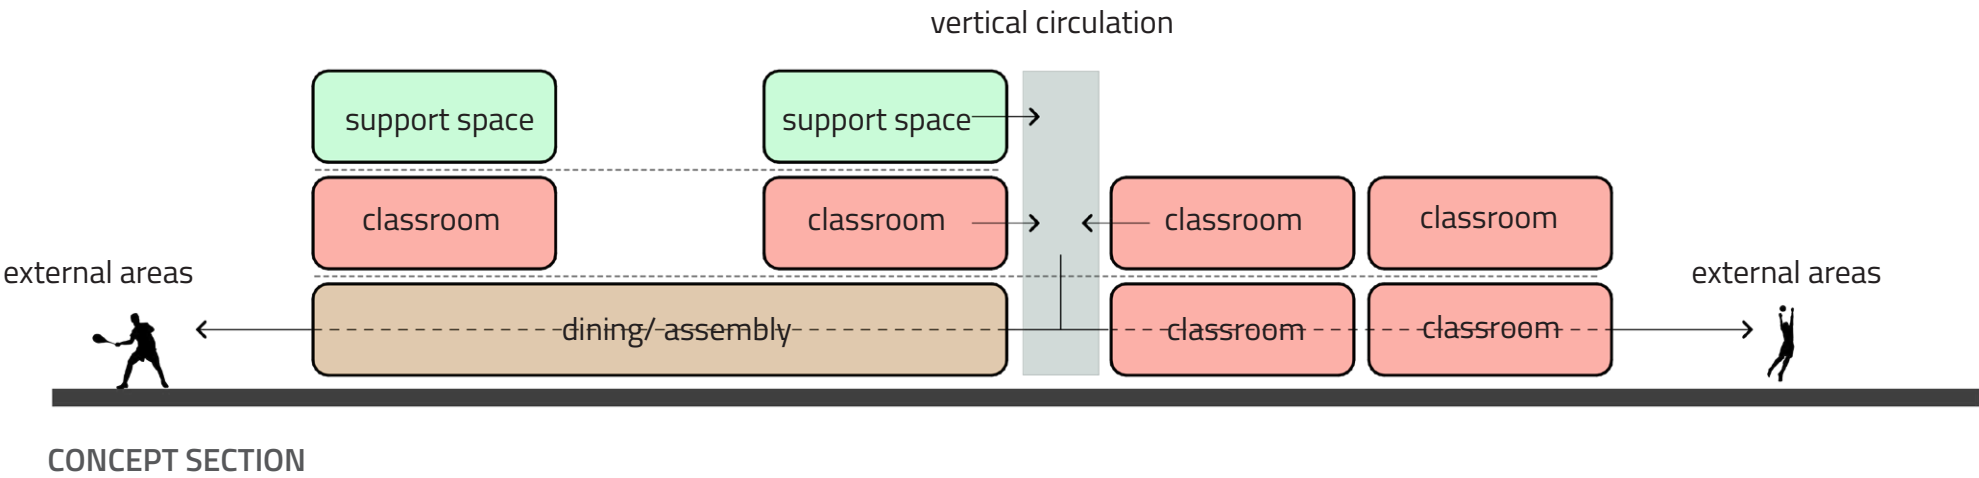 vertical circulation
support space
support space
classroom
classroom
classroom
classroom
external areas
external areas
dining/ assembly
classroom
classroom
CONCEPT SECTION